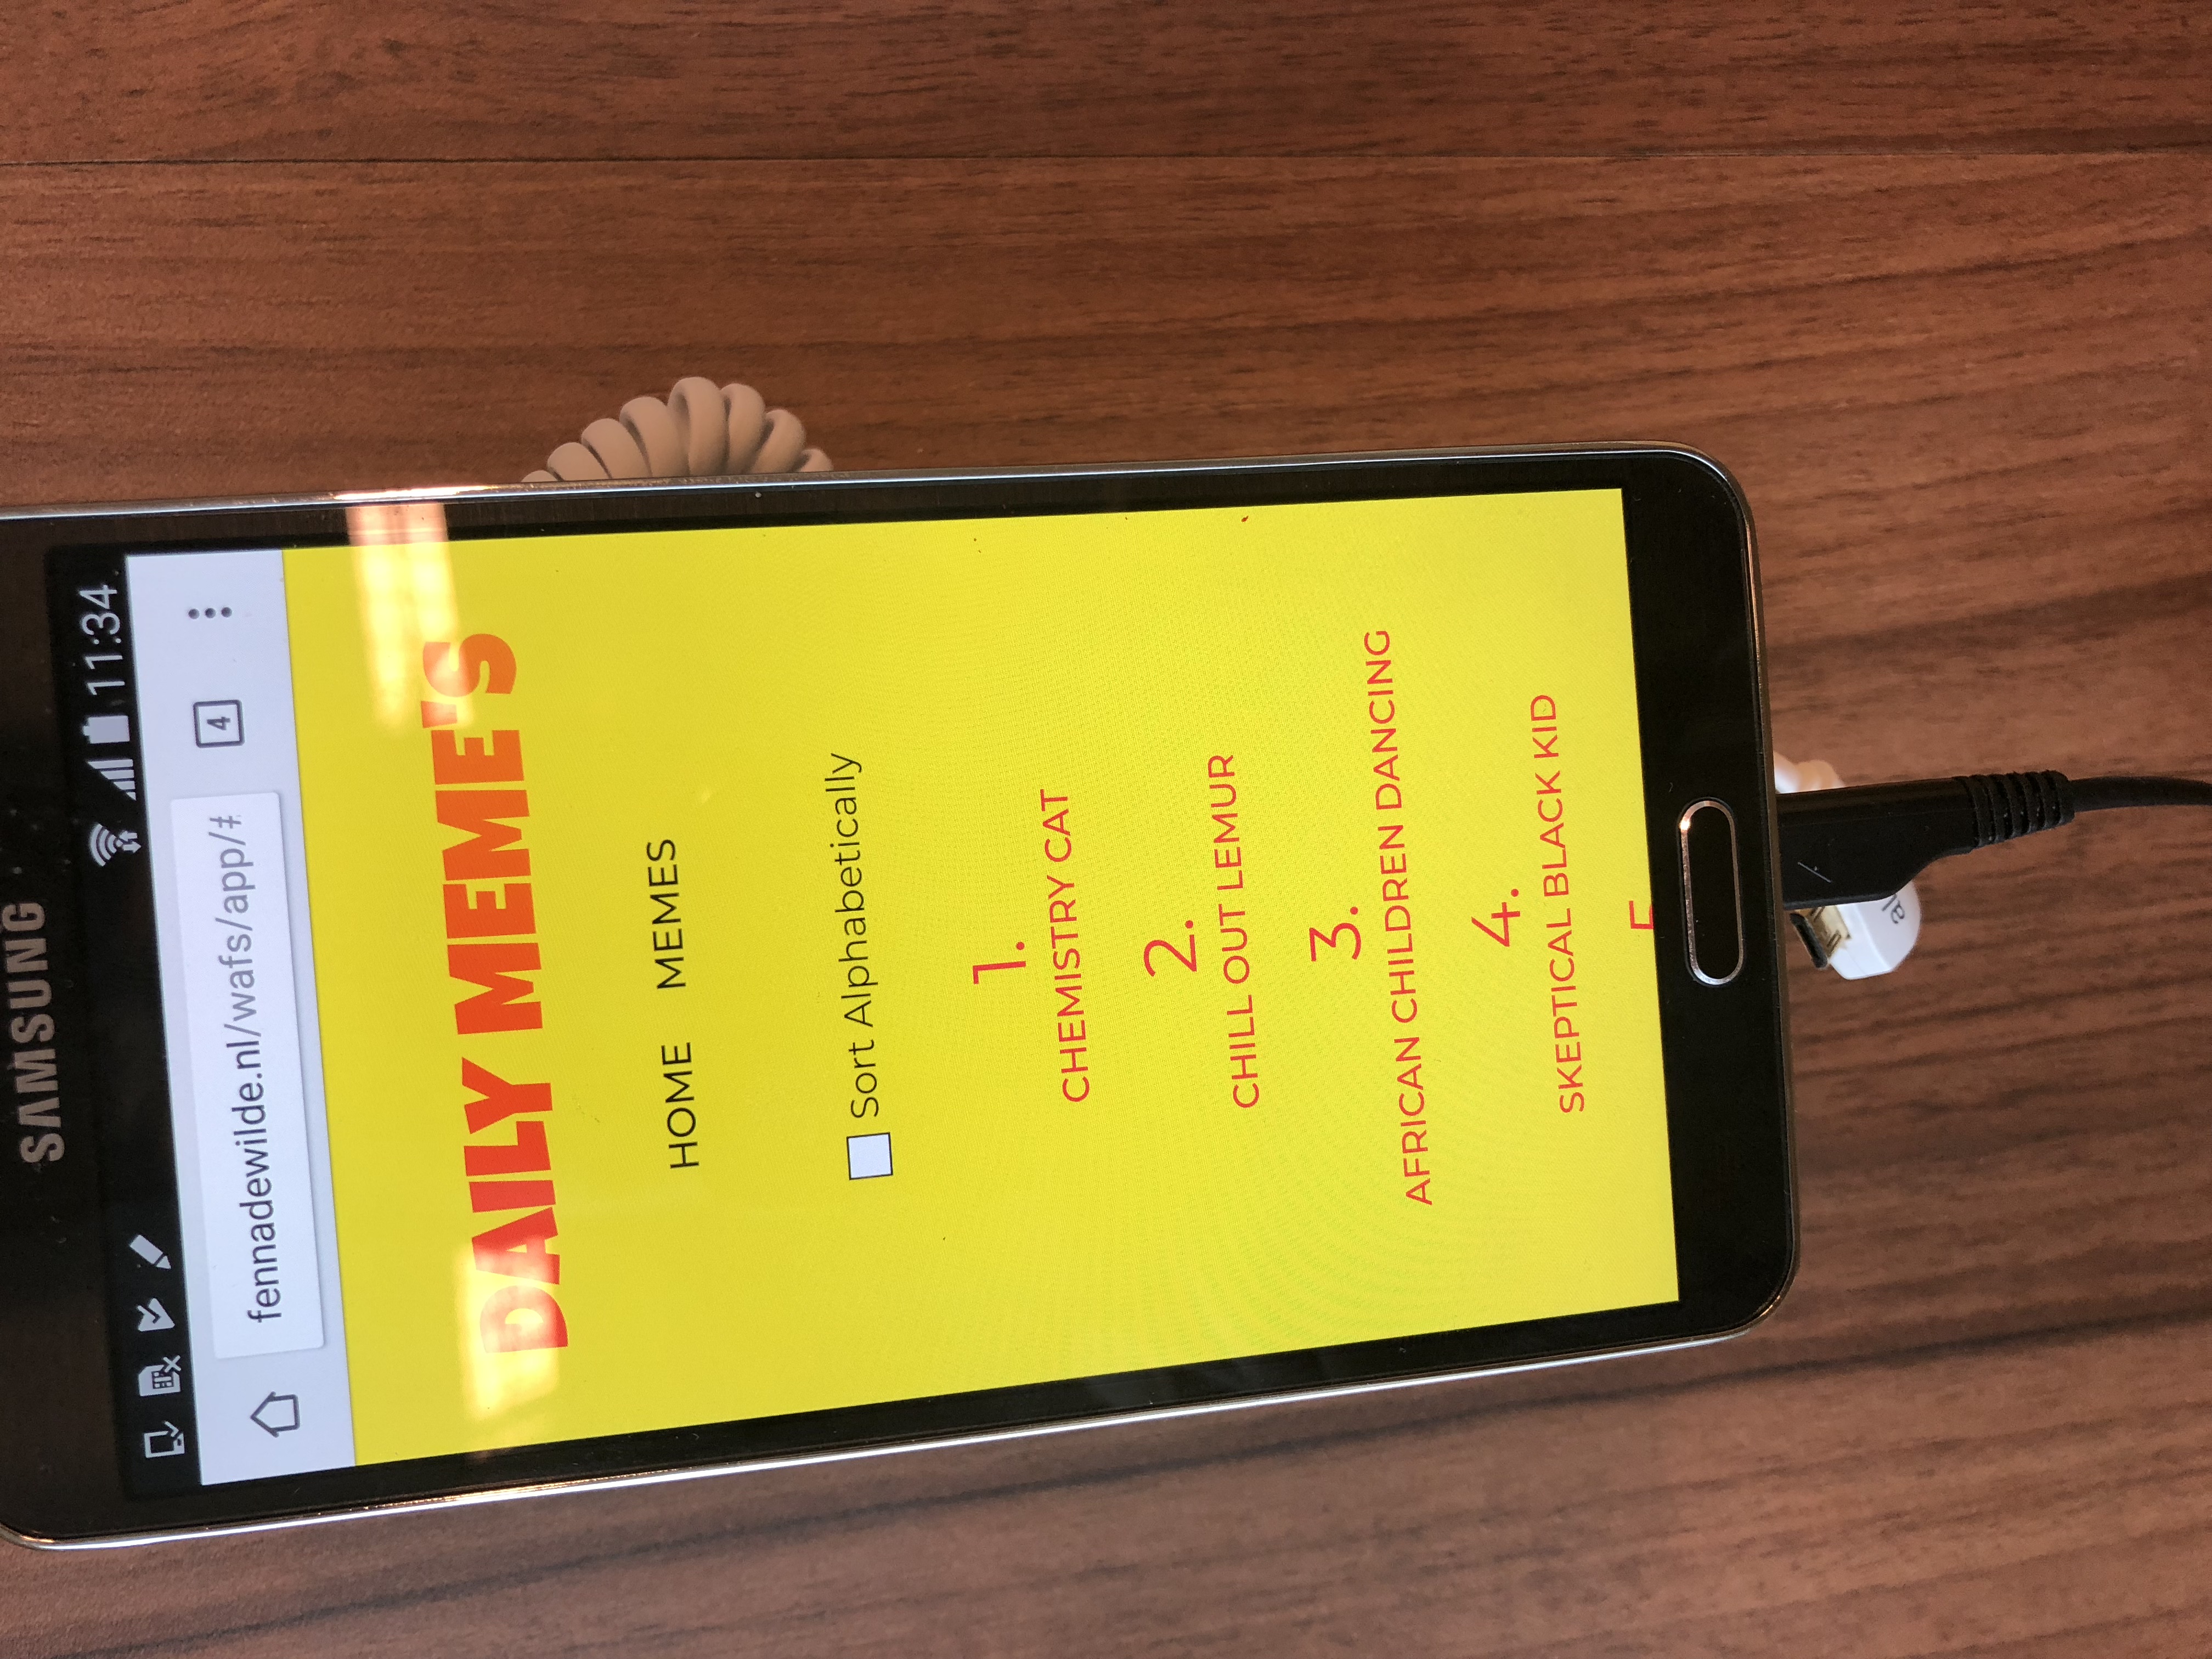 SAMSUNG
11:34
fennadewilde.nl/wafs/app/#
4
DAILY MEME'S
HOME MEMES
Sort Alphabetically
1.
CHEMISTRY CAT
2.
CHILL OUT LEMUR
3.
AFRICAN CHILDREN DANCING
4.
SKEPTICAL BLACK KID
5
al